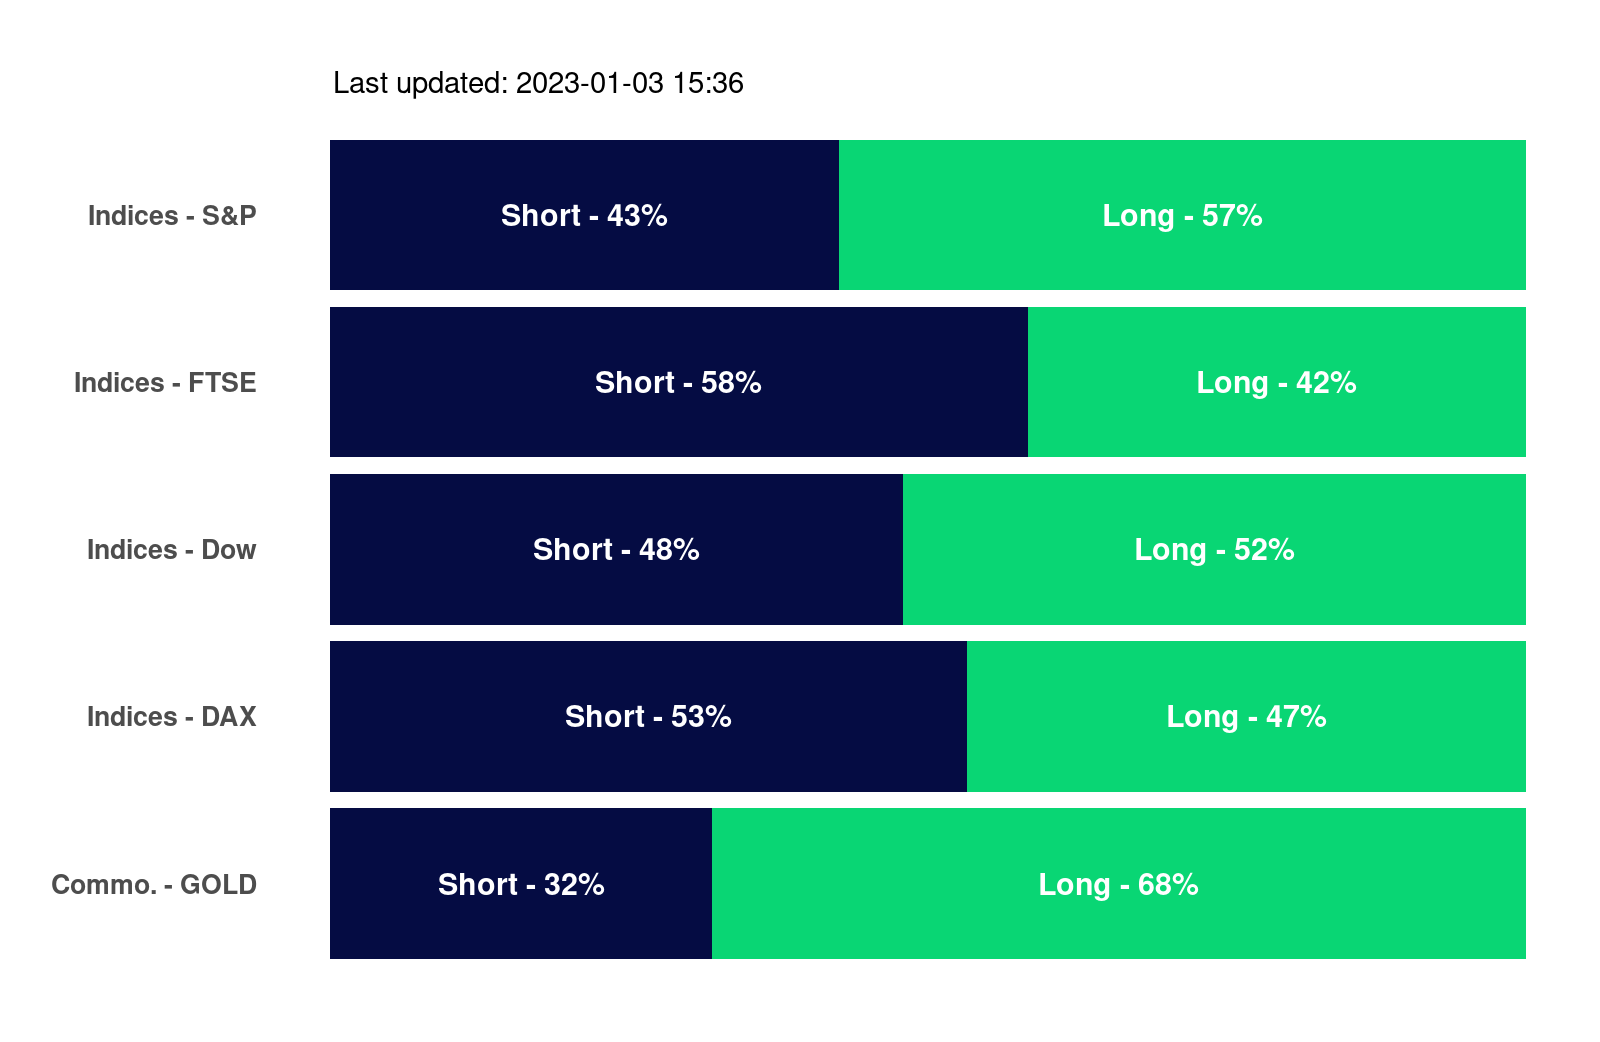 Last updated: 2023-01-03 15:36
Indices - S&P Short - 43% Long - 57%
Indices - FTSE Short - 58% Long - 42%
Indices - Dow Short - 48% Long - 52%
Indices - DAX Short - 53% Long - 47%
Commo. - GOLD Short - 32% Long - 68%